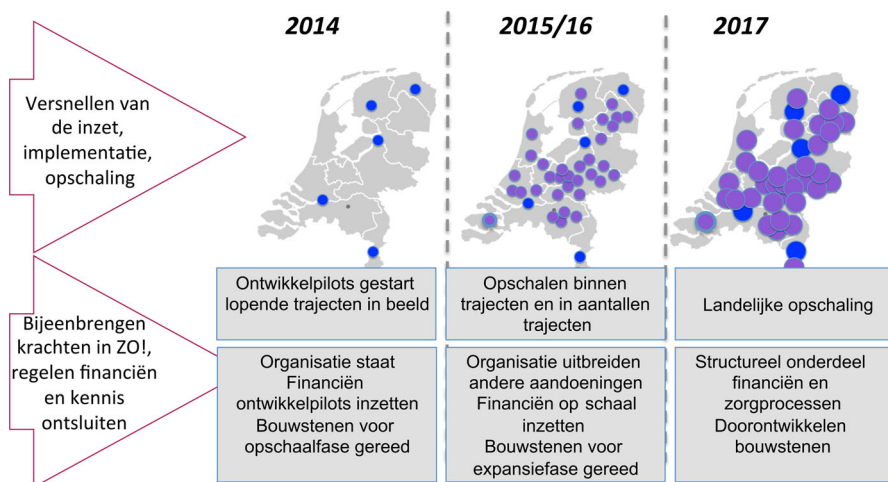 2014
2015/16
2017
Versnellen van
de inzet,
implementatie,
opschaling
Ontwikkelpilots gestart
lopende trajecten in beeld
Opschalen binnen
trajecten en in aantallen
trajecten
Landelijke opschaling
Bijeenbrengen
krachten in ZO!,
regelen financiën
en kennis
ontsluiten
Organisatie staat
Financiën
ontwikkelpilots inzetten
Bouwstenen voor
opschaalfase gereed
Organisatie uitbreiden
andere aandoeningen
Financiën op schaal
inzetten
Bouwstenen voor
expansiefase gereed
Structureel onderdeel
financiën en
zorgprocessen
Doorontwikkelen
bouwstenen